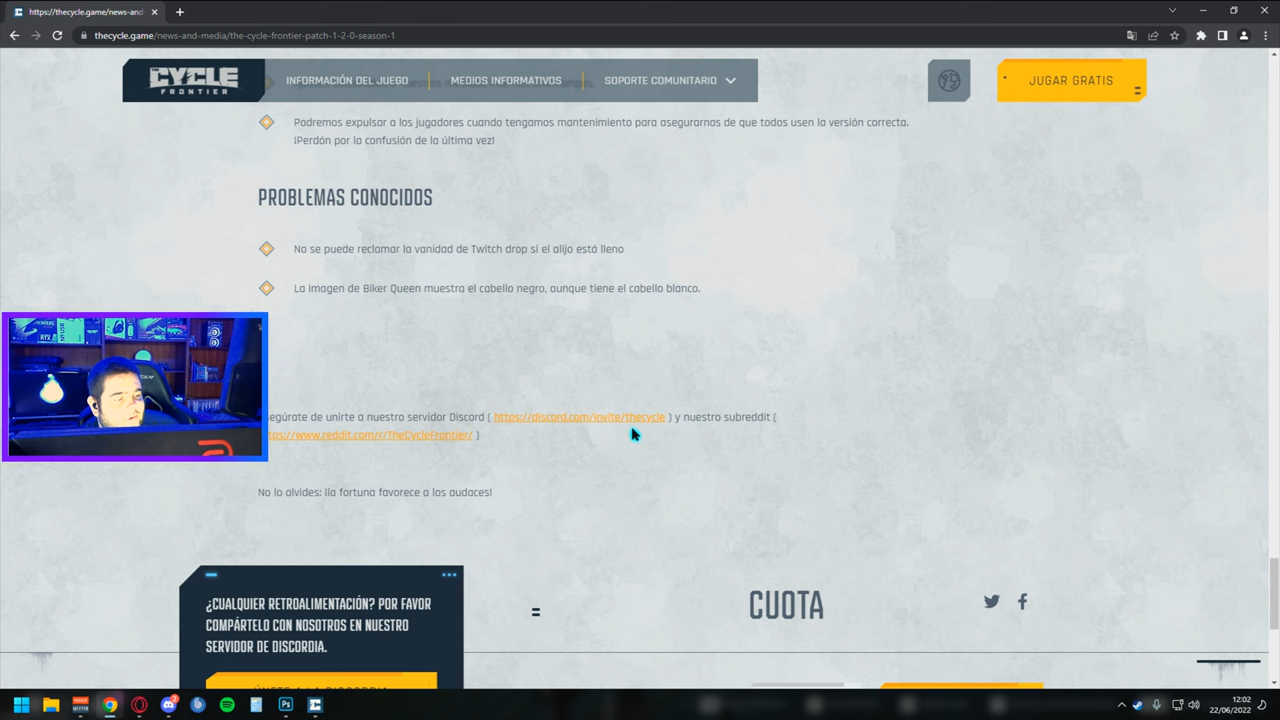 https://thecycle.game/news-and-
thecycle.game/news-and-media/the-cycle-frontier-patch-1-2-0-season-1
THE CYCLE FRONTIER
INFORMACIÓN DEL JUEGO
MEDIOS INFORMATIVOS
SOPORTE COMUNITARIO
JUGAR GRATIS
Podremos expulsar a los jugadores cuando tengamos mantenimiento para asegurarnos de que todos usen la versión correcta.
¡Perdón por la confusión de la última vez!
PROBLEMAS CONOCIDOS
No se puede reclamar la vanidad de Twitch drop si el alijo está lleno
La imagen de Biker Queen muestra el cabello negro, aunque tiene el cabello blanco.
segúrate de unirte a nuestro servidor Discord ( https://discord.com/invite/thecycle ) y nuestro subreddit (
tps://www.reddit.com/r/TheCycleFrontier/ )
No lo olvides: ¡la fortuna favorece a los audaces!
¿CUALQUIER RETROALIMENTACIÓN? POR FAVOR
COMPÁRTELO CON NOSOTROS EN NUESTRO
SERVIDOR DE DISCORDIA.
CUOTA
ÚNETE A LA DISCORDIA
12:02
22/06/2022